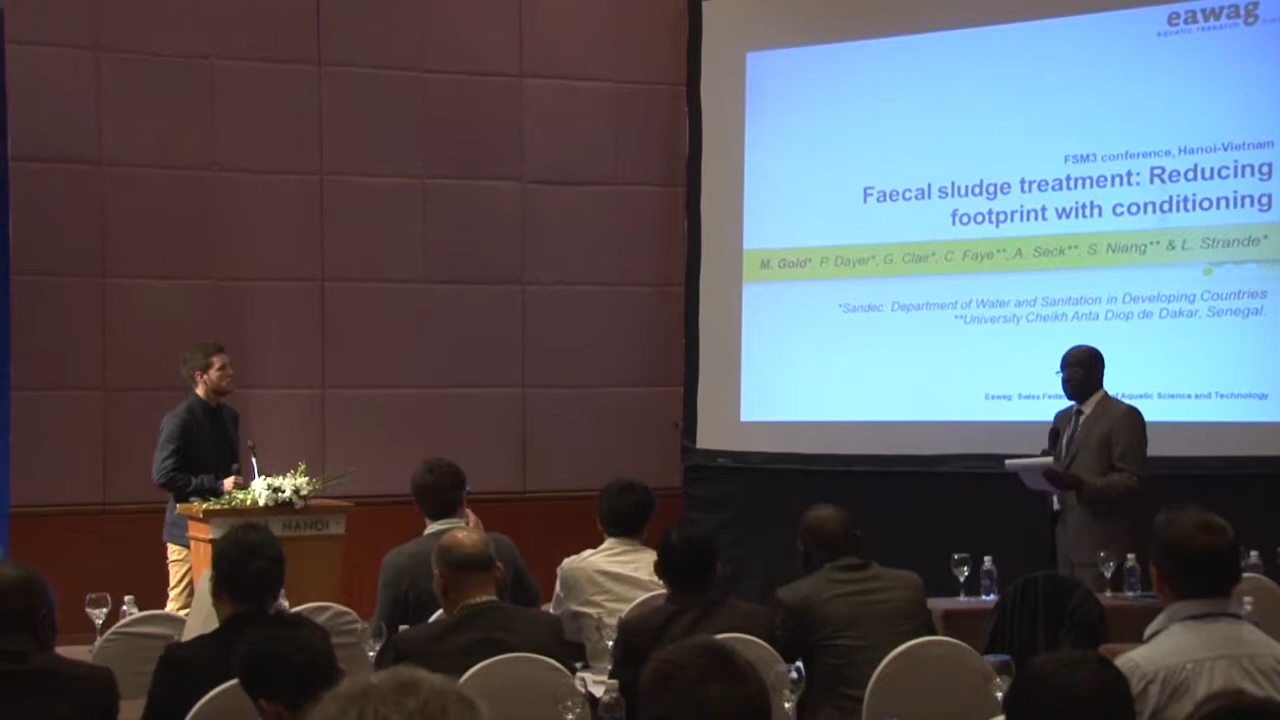 eawag
aquatic research
FSM3 conference, Hanoi-Vietnam
Faecal sludge treatment: Reducing
footprint with conditioning
M. Gold*, P. Dayer*, G. Clair*, C. Faye**, A. Seck**, S. Niang** & L. Strande*
*Sandec: Department of Water and Sanitation in Developing Countries
**University Cheikh Anta Diop de Dakar, Senegal.
Eawag: Swiss of Aquatic Science and Technology
HANOI